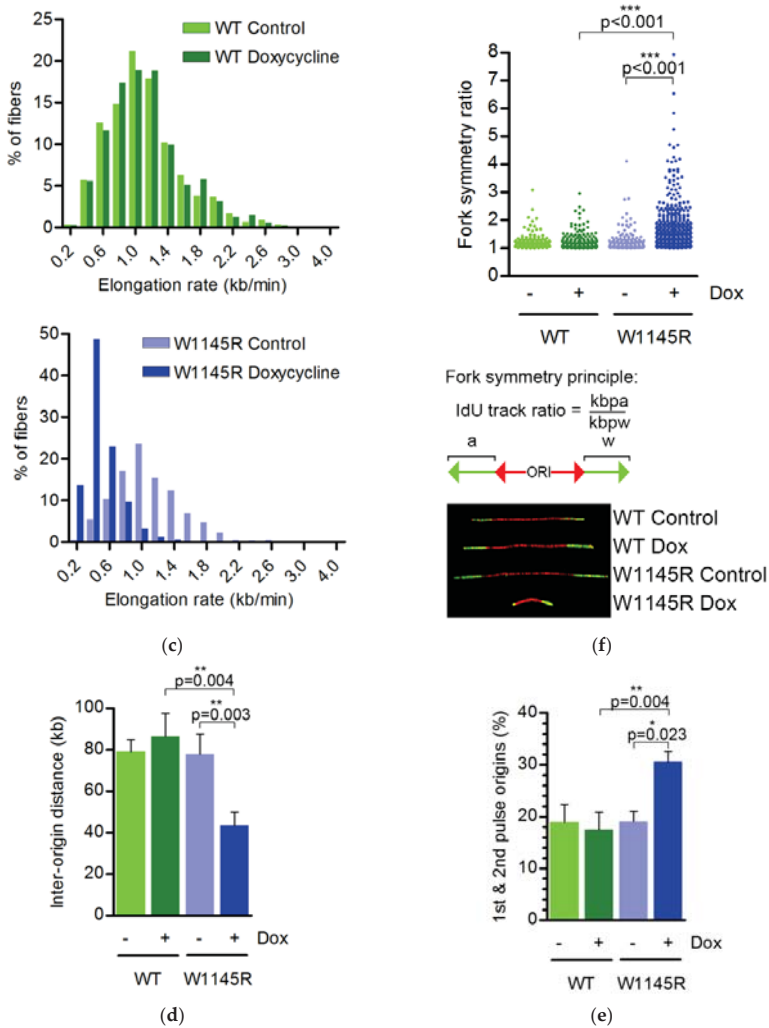 WT Control
WT Doxycycline
% of fibers
25
20
15
10
5
0
0.2
0.6
1.0
1.4
1.8
2.2
2.6
3.0
4.0
Elongation rate (kb/min)
W1145R Control
W1145R Doxycycline
% of fibers
50
40
30
20
10
0
0.2
0.6
1.0
1.4
1.8
2.2
2.6
3.0
4.0
Elongation rate (kb/min)
(c)
***
p<0.001
***
p<0.001
Fork symmetry ratio
8
7
6
5
4
3
2
1
0
- + - + Dox
WT W1145R
Fork symmetry principle:
IdU track ratio = kbpa
kbpw
a w
ORI
WT Control
WT Dox
W1145R Control
W1145R Dox
(f)
**
p=0.004
**
p=0.003
Inter-origin distance (kb)
100
80
60
40
20
0
- + - + Dox
WT W1145R
(d)
**
p=0.004
*
p=0.023
1st & 2nd pulse origins (%)
40
30
20
10
0
- + - + Dox
WT W1145R
(e)